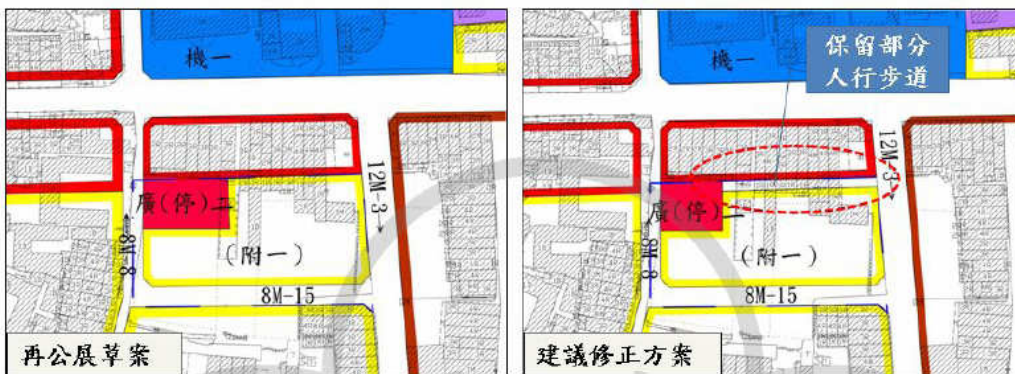 機一
12M-3
廣(停)二
8M-8
(附一)
8M-15
再公展草案
保留部分
人行步道
機一
12M-3
廣(停)二
8M-8
(附一)
8M-15
建議修正方案